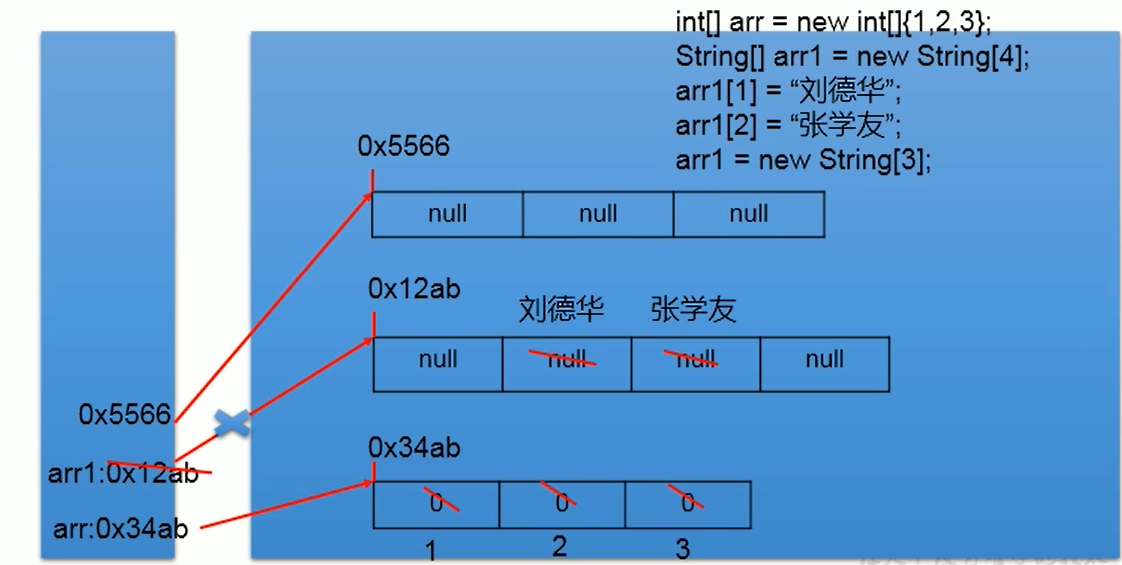 int[] arr = new int[]{1,2,3};
String[] arr1 = new String[4];
arr1[1] = “刘德华”;
arr1[2] = “张学友”;
arr1 = new String[3];
0x5566
null null null
0x12ab
刘德华 张学友
null null null null
0x5566
0x34ab
arr1:0x12ab
0 0 0
arr:0x34ab
1 2 3